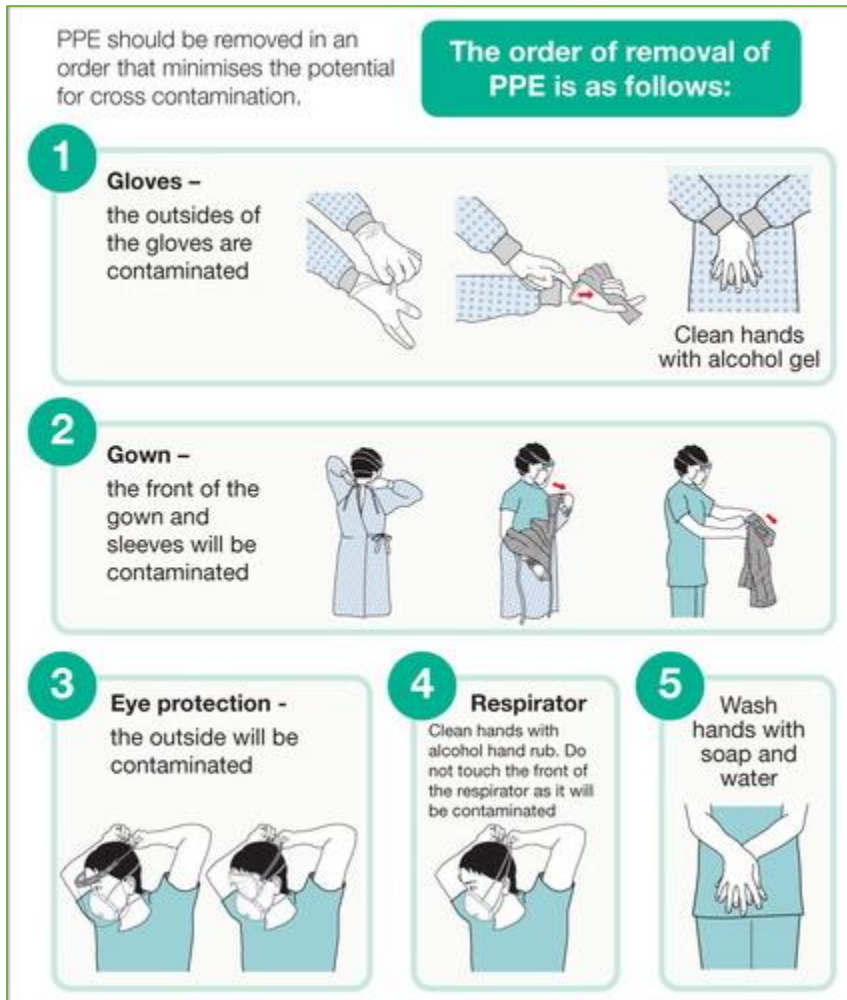 PPE should be removed in an
order that minimises the potential
for cross contamination.
The order of removal of
PPE is as follows:
1
Gloves –
the outsides of
the gloves are
contaminated
Clean hands
with alcohol gel
2
Gown –
the front of the
gown and
sleeves will be
contaminated
3
Eye protection -
the outside will be
contaminated
4
Respirator
Clean hands with
alcohol hand rub. Do
not touch the front of
the respirator as it will
be contaminated
5
Wash
hands with
soap and
water